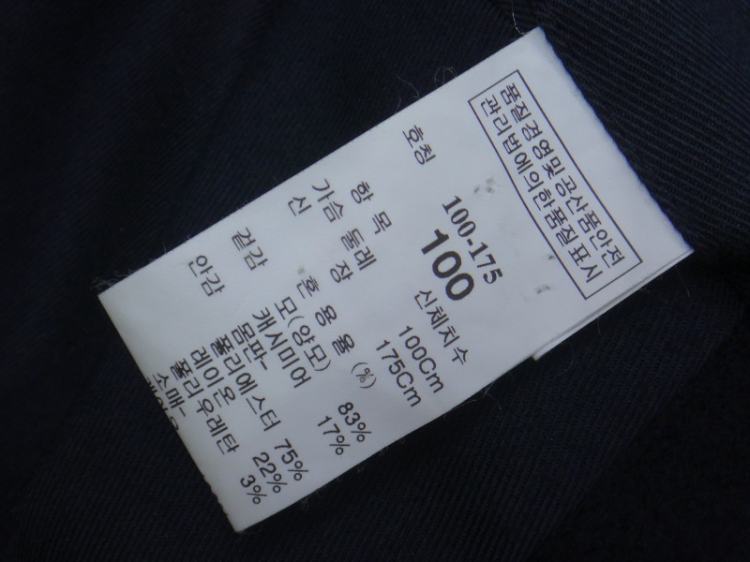 품질경영및 공산품안전
관리법에의한품질표시
호칭 100-175
100
항 목 신체치수
가슴 둘레 100Cm
신 장 175Cm
혼 용 율 (%)
겉감 모(양모) 83%
캐시미어 17%
안감 몸판-
폴리에스터 75%
레이온 22%
폴리우레탄 3%
소매-